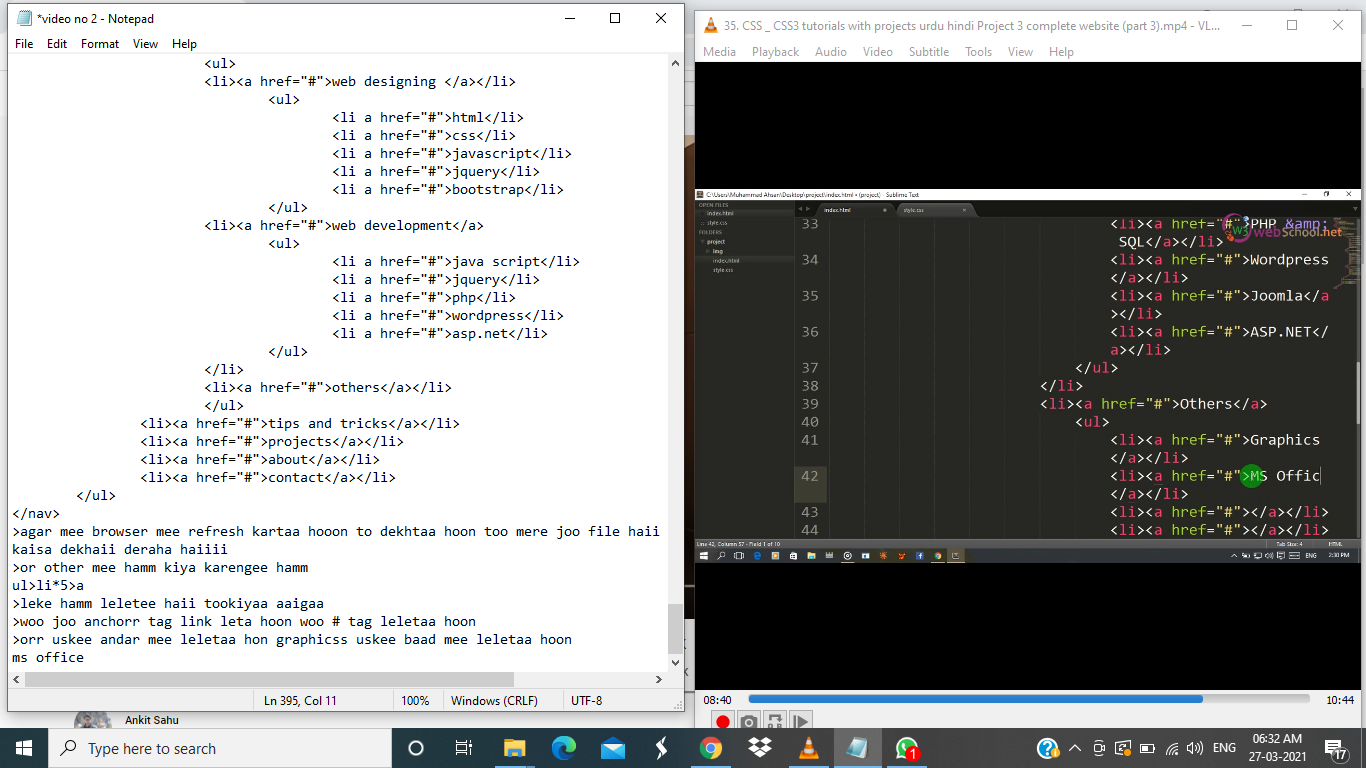 *video no 2 - Notepad
File Edit Format View Help
<ul>
<li><a href="#">web designing </a></li>
<ul>
<li a href="#">html</li>
<li a href="#">css</li>
<li a href="#">javascript</li>
<li a href="#">jquery</li>
<li a href="#">bootstrap</li>
</ul>
<li><a href="#">web development</a>
<ul>
<li a href="#">java script</li>
<li a href="#">jquery</li>
<li a href="#">php</li>
<li a href="#">wordpress</li>
<li a href="#">asp.net</li>
</ul>
</li>
<li><a href="#">others</a></li>
</ul>
<li><a href="#">tips and tricks</a></li>
<li><a href="#">projects</a></li>
<li><a href="#">about</a></li>
<li><a href="#">contact</a></li>
</ul>
</nav>
>agar mee browser mee refresh kartaa hooon to dekhtaa hoon too mere joo file haii
kaisa dekhaii deraha haiiii
>or other mee hamm kiya karengee hamm
ul>li*5>a
>leke hamm leletee haii tookiyaa aaigaa
>woo joo anchorr tag link leta hoon woo # tag leletaa hoon
>orr uskee andar mee leletaa hon graphicss uskee baad mee leletaa hoon
ms office
Ln 395, Col 11 100% Windows (CRLF) UTF-8
Ankit Sahu
35. CSS _ CSS3 tutorials with projects urdu hindi Project 3 complete website (part 3).mp4 - VL...
Media Playback Audio Video Subtitle Tools View Help
C:\Users\Muhammad Ahsan\Desktop\project\index.html • (project) - Sublime Text
OPEN FILES
index.html
style.css
FOLDERS
project
img
index.html
style.css
index.html style.css
33 <li><a href="#">PHP &amp;
SQL</a></li>
W3 webSchool.net
34 <li><a href="#">Wordpress
</a></li>
35 <li><a href="#">Joomla</a
></li>
36 <li><a href="#">ASP.NET</
a></li>
37 </ul>
38 </li>
39 <li><a href="#">Others</a>
40 <ul>
41 <li><a href="#">Graphics
</a></li>
42 <li><a href="#">MS Offic
</a></li>
43 <li><a href="#"></a></li>
44 <li><a href="#"></a></li>
Line 42, Column 57 - Field 1 of 10 Tab Size: 4 HTML
ENG 2:30 PM
08:40 10:44
Type here to search
1
ENG 06:32 AM
27-03-2021
17